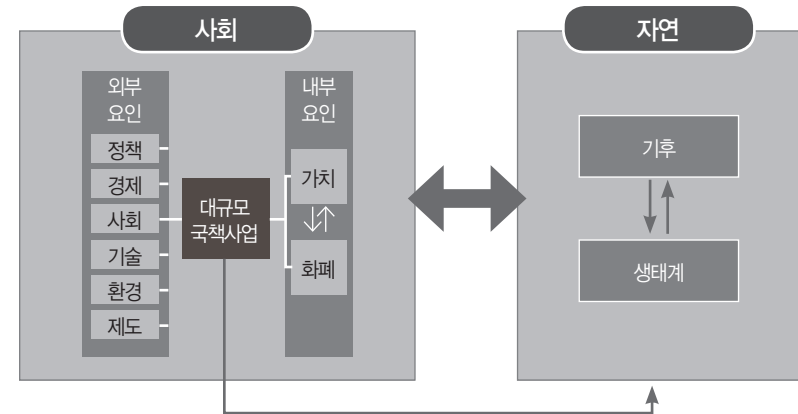 사회
외부
요인
정책
경제
사회
기술
환경
제도
대규모
국책사업
내부
요인
가치
화폐
자연
기후
생태계